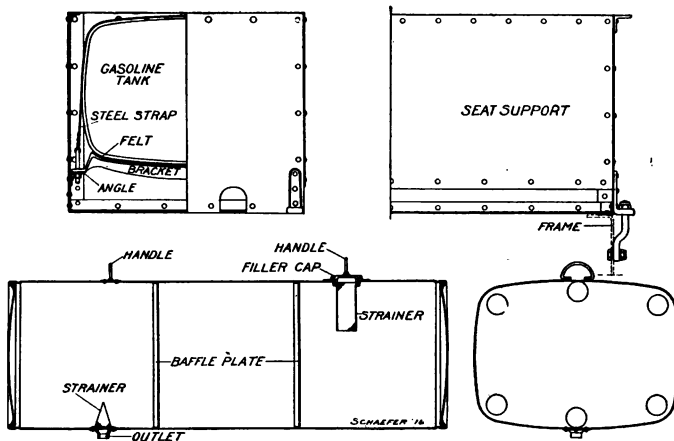 GASOLINE
TANK
STEEL STRAP
FELT
BRACKET
ANGLE
SEAT SUPPORT
FRAME
HANDLE
HANDLE
FILLER CAP
STRAINER
BAFFLE PLATE
STRAINER
OUTLET
SCHAEFER '16